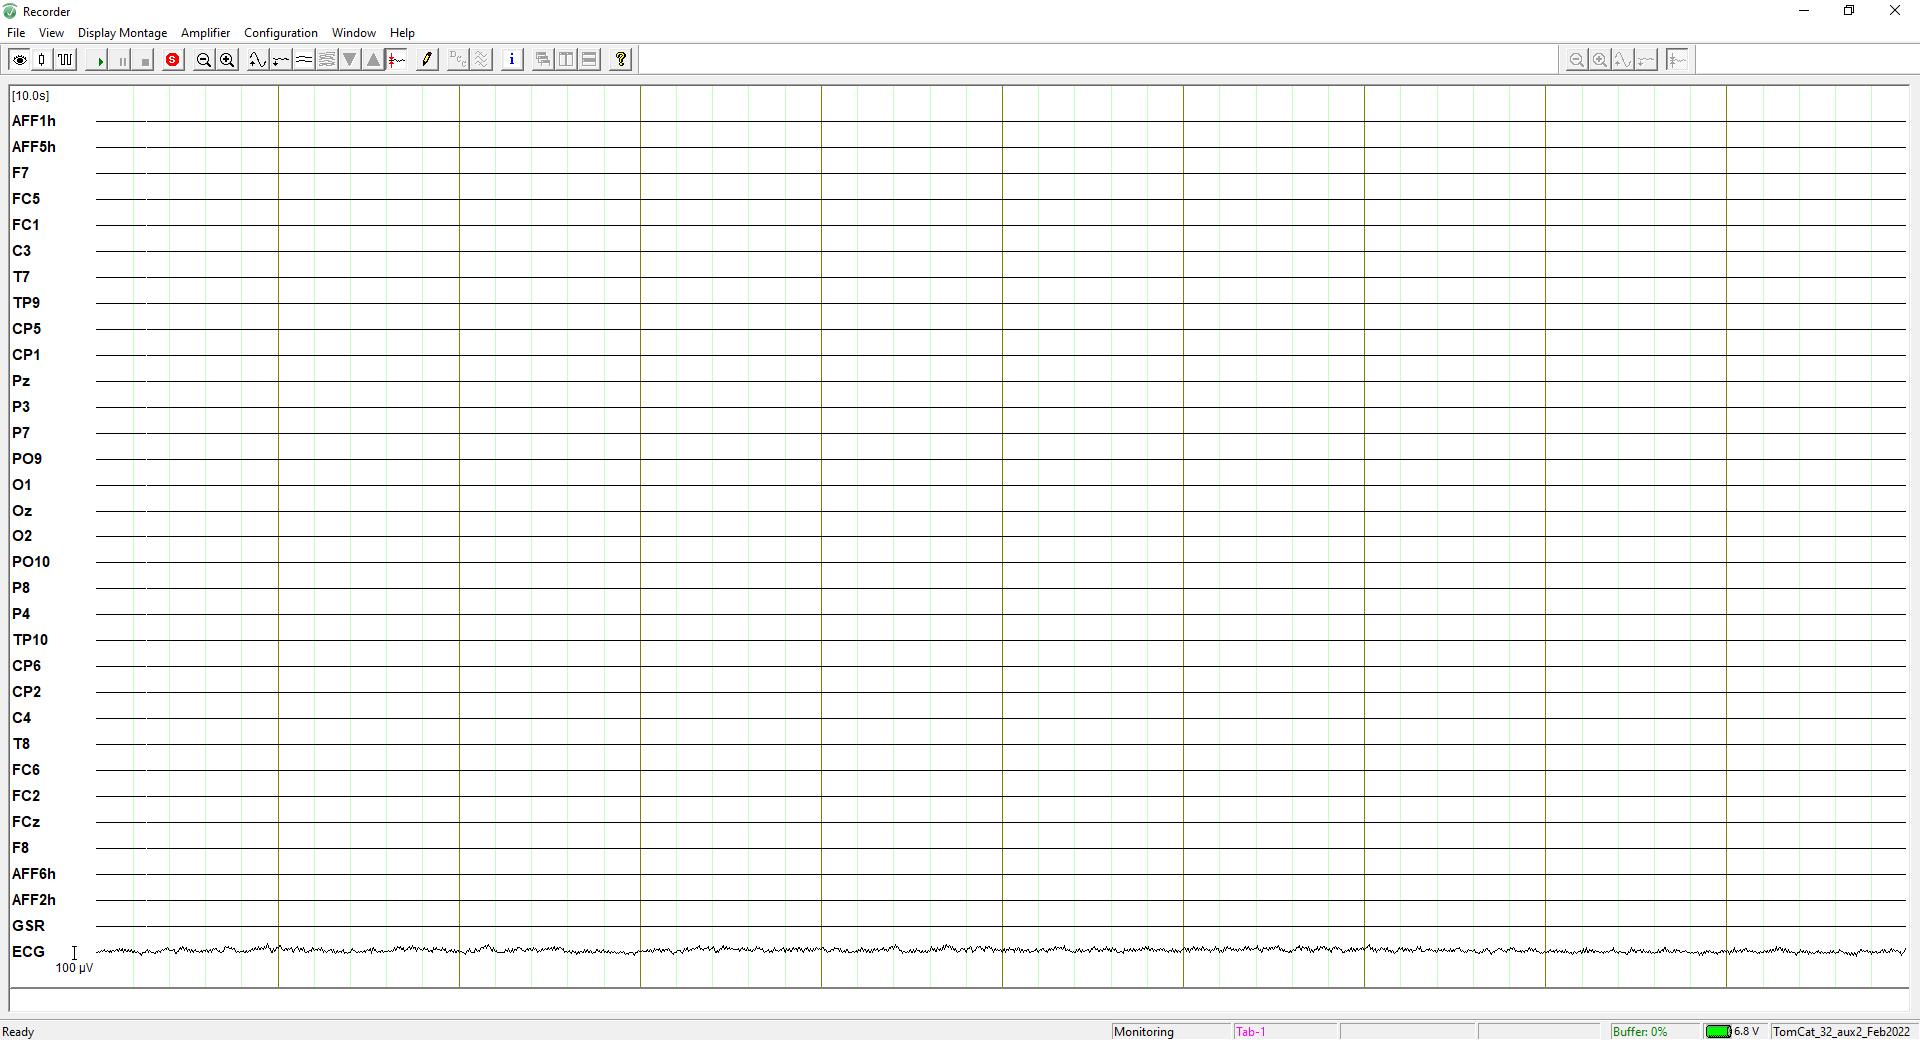 Recorder
File View Display Montage Amplifier Configuration Window Help
[10.0s]
AFF1h
AFF5h
F7
FC5
FC1
C3
T7
TP9
CP5
CP1
Pz
P3
P7
PO9
O1
Oz
O2
PO10
P8
P4
TP10
CP6
CP2
C4
T8
FC6
FC2
FCz
F8
AFF6h
AFF2h
GSR
ECG
100 µV
Ready Monitoring Tab-1 Buffer: 0% 6.8 V TomCat_32_aux2_Feb2022